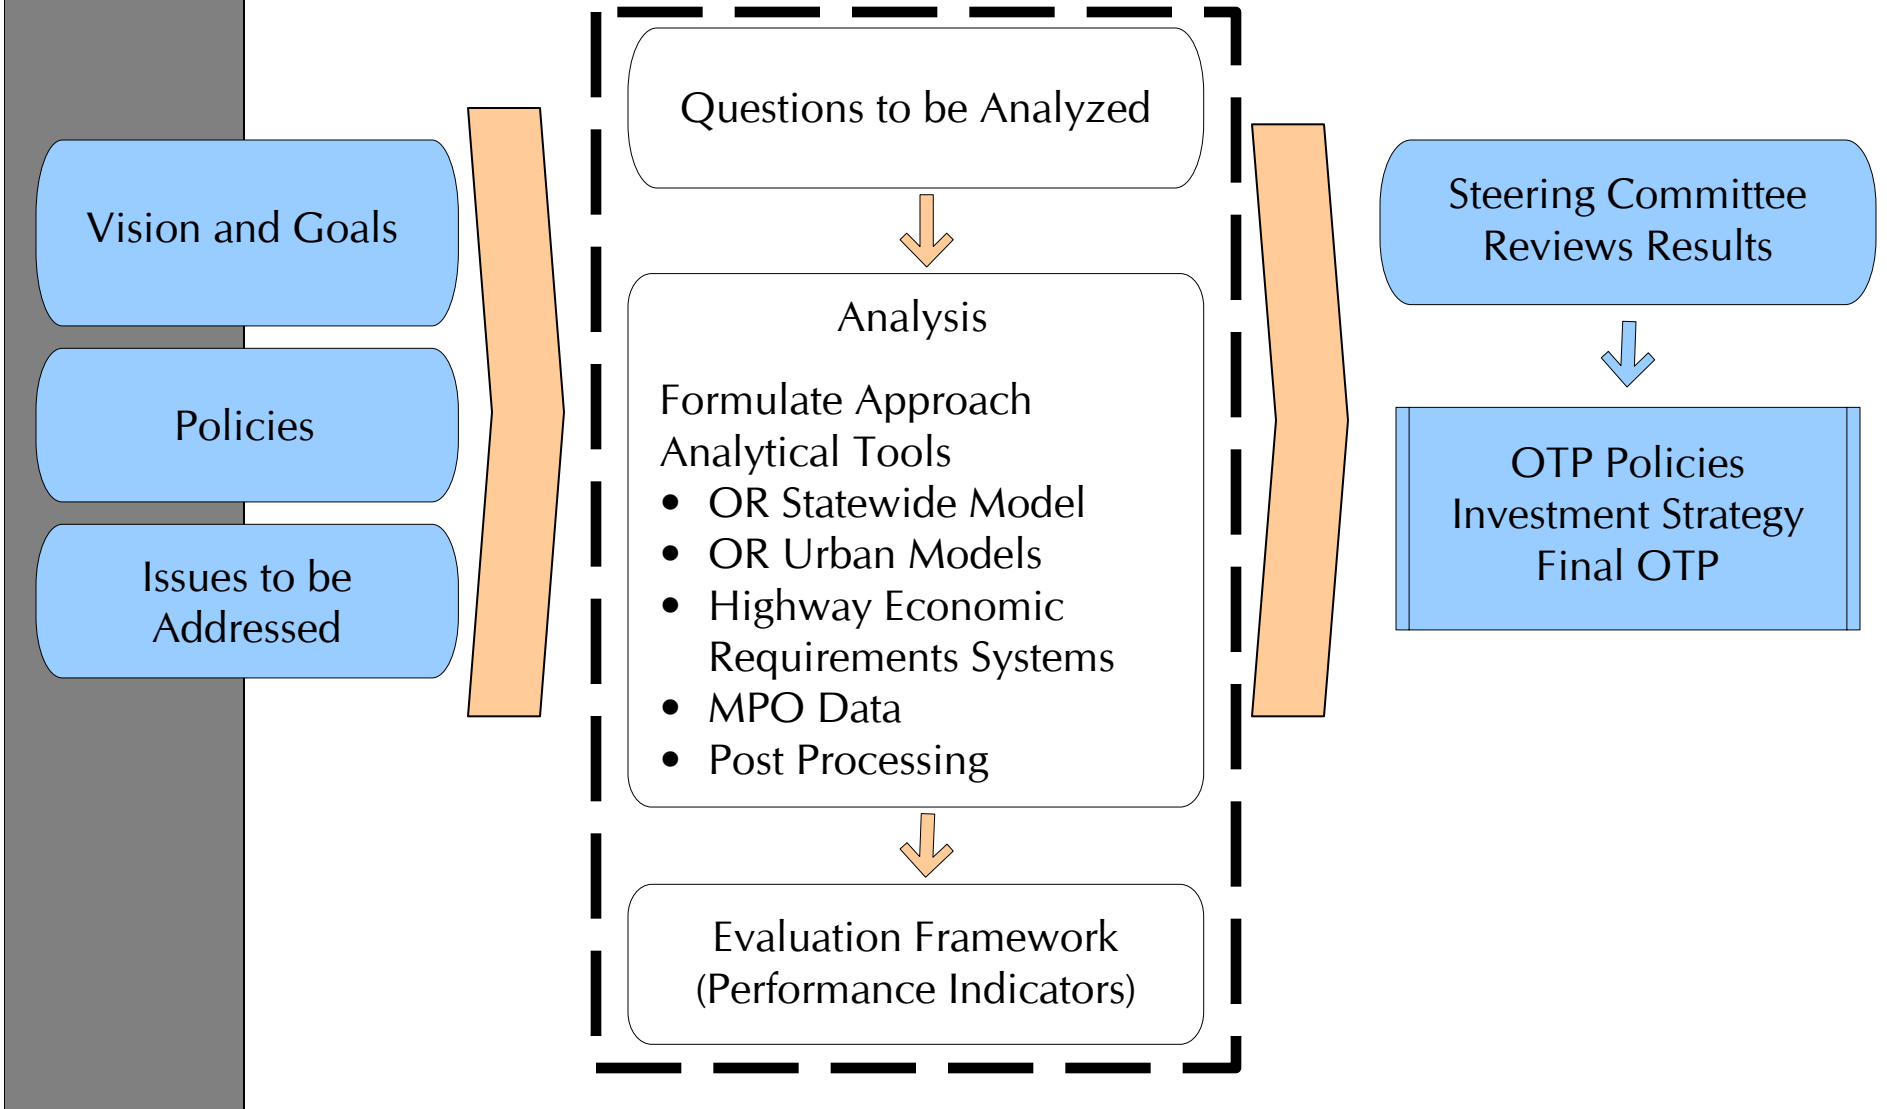 Vision and Goals
Policies
Issues to be
Addressed
Questions to be Analyzed
Analysis
Formulate Approach
Analytical Tools
• OR Statewide Model
• OR Urban Models
• Highway Economic
Requirements Systems
• MPO Data
• Post Processing
Evaluation Framework
(Performance Indicators)
Steering Committee
Reviews Results
OTP Policies
Investment Strategy
Final OTP